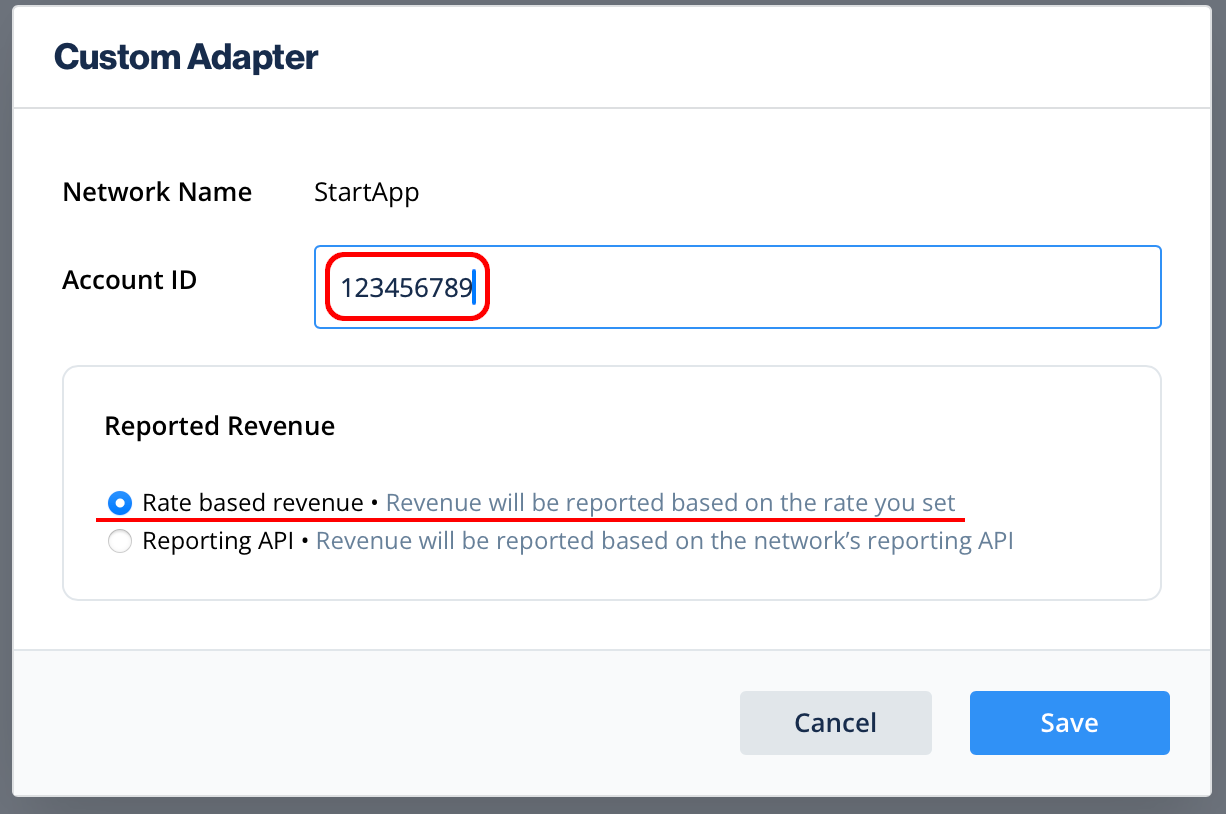 Custom Adapter
Network Name StartApp
Account ID 123456789
Reported Revenue
Rate based revenue • Revenue will be reported based on the rate you set
Reporting API • Revenue will be reported based on the network’s reporting API
Cancel Save